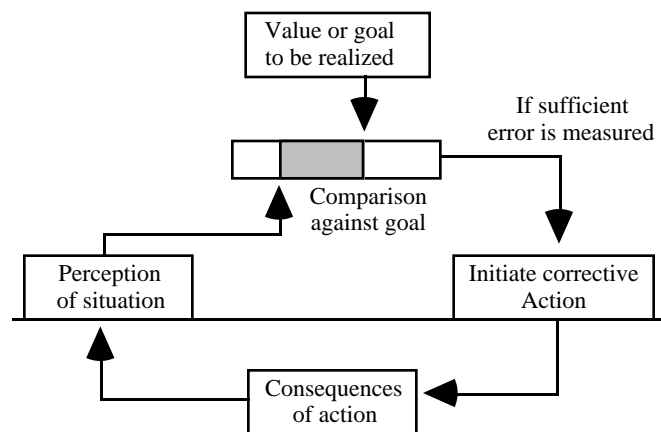 Value or goal
to be realized
If sufficient
error is measured
Comparison
against goal
Perception
of situation
Initiate corrective
Action
Consequences
of action